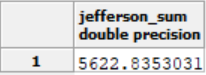 jefferson_sum
double precision
1 5622.8353031